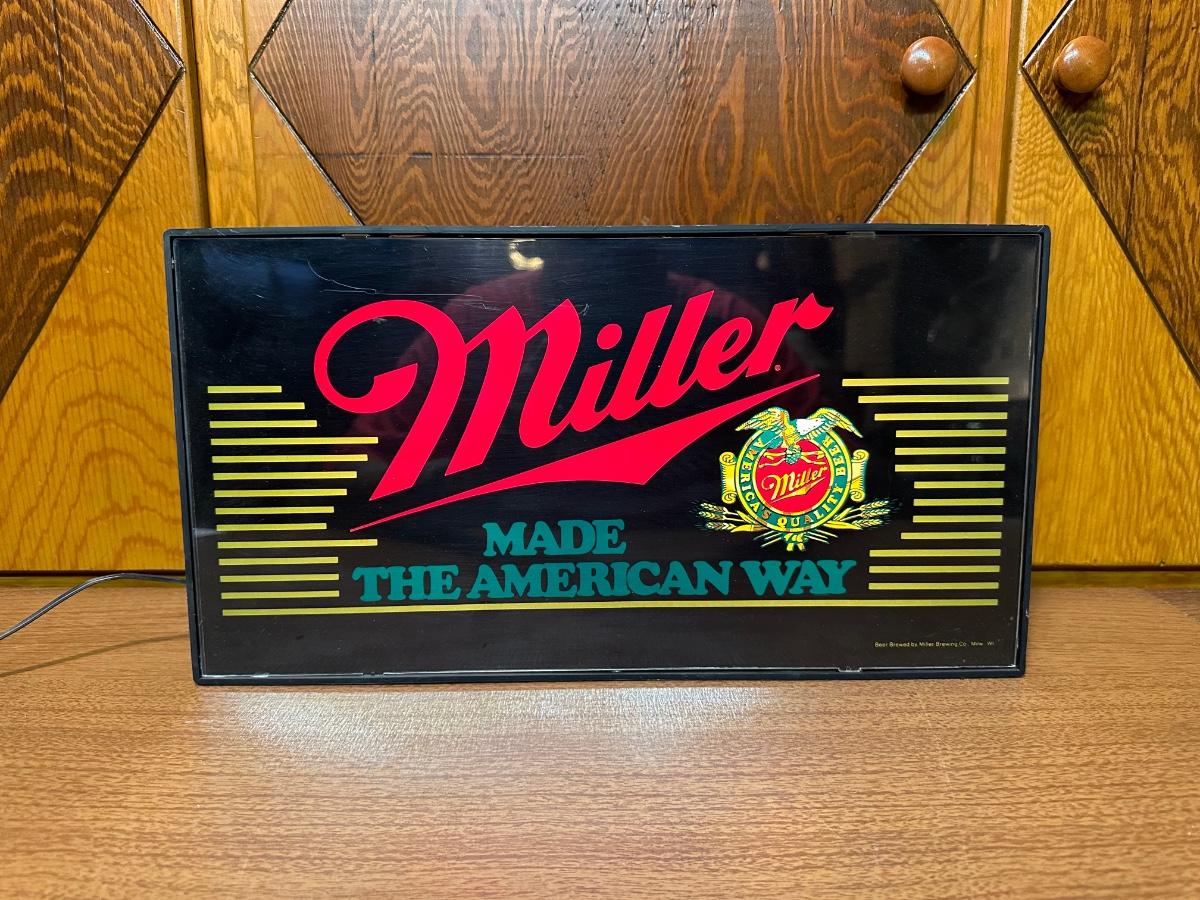 Miller
AMERICA'S QUALITY BEER
Miller
MADE
THE AMERICAN WAY
Beer Brewed by Miller Brewing Co., Milw. WI